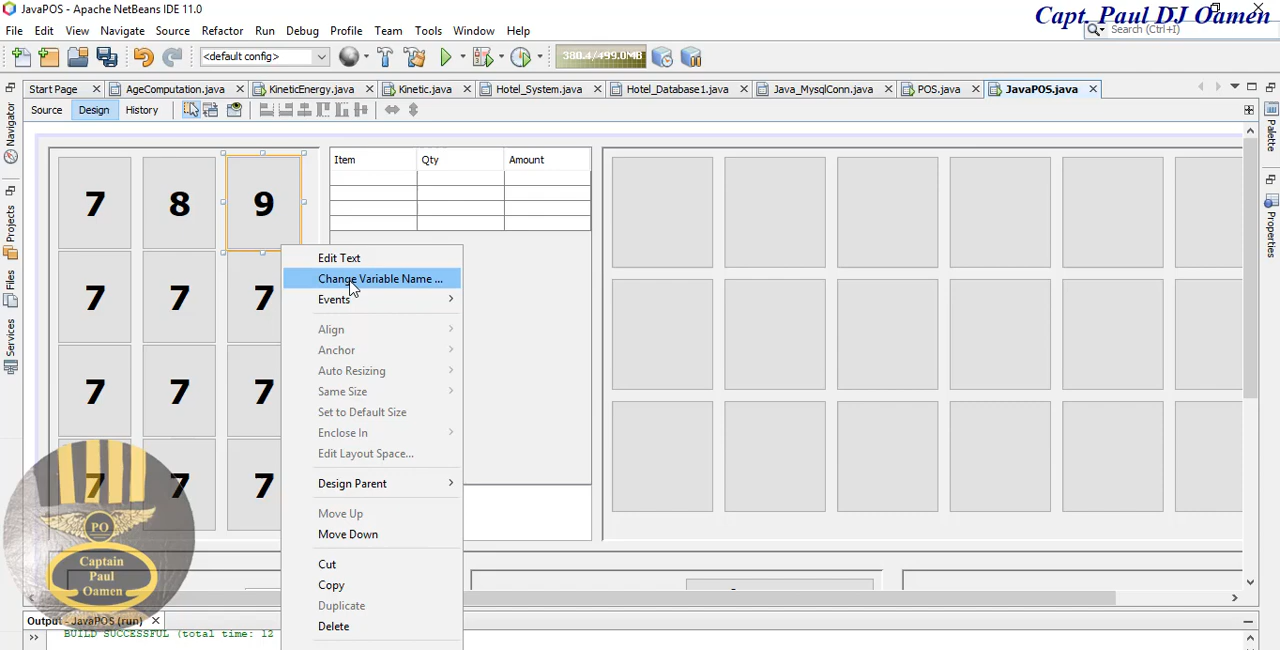 JavaPOS - Apache NetBeans IDE 11.0
Capt. Paul DJ Oamen
File Edit View Navigate Source Refactor Run Debug Profile Team Tools Window Help
Search (Ctrl+I)
<default config>
380.4/499.0MB
Start Page AgeComputation.java KineticEnergy.java Kinetic.java Hotel_System.java Hotel_Database1.java Java_MysqlConn.java POS.java JavaPOS.java
Source Design History
Navigator
Projects
Files
Services
Palette
Properties
Item Qty Amount
7 8 9
7 7 7
7 7 7
7 7 7
Edit Text
Change Variable Name ...
Events
Align
Anchor
Auto Resizing
Same Size
Set to Default Size
Enclose In
Edit Layout Space...
Design Parent
Move Up
Move Down
Cut
Copy
Duplicate
Delete
PO
Captain
Paul
Oamen
Output - JavaPOS (run)
BUILD SUCCESSFUL (total time: 12